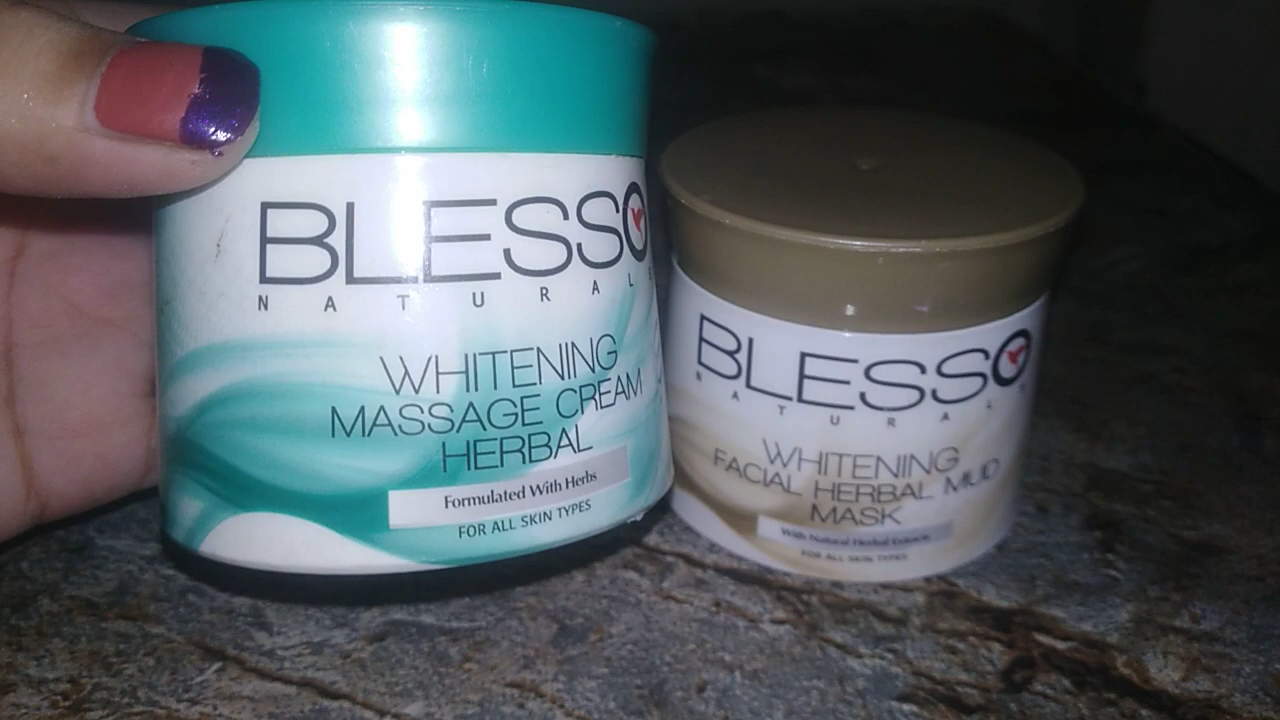 BLESSO
NATURALS
WHITENING
MASSAGE CREAM
HERBAL
Formulated With Herbs
FOR ALL SKIN TYPES
BLESSO
NATURAL
WHITENING
FACIAL HERBAL MUD
MASK
With Natural Herbal Extracts
FOR ALL SKIN TYPES